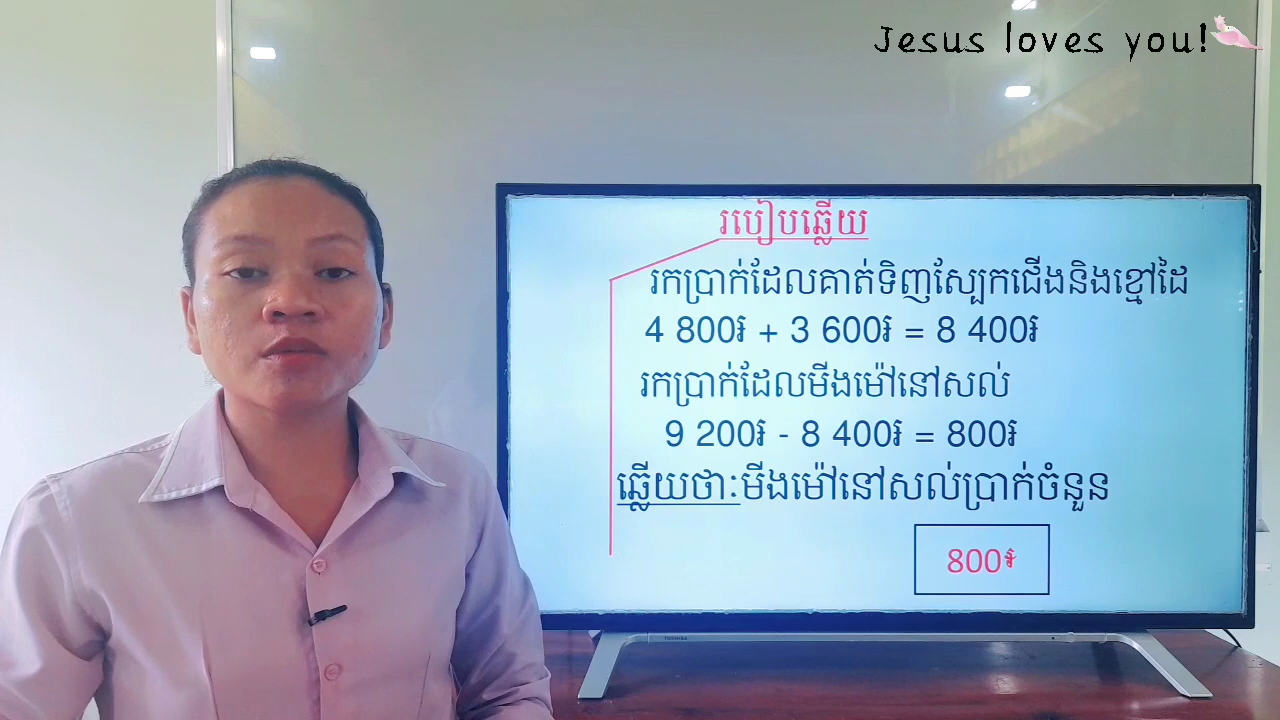 Jesus loves you!
របៀបឆ្លើយ
រកប្រាក់ដែលគាត់ទិញស្បែកជើងនិងខ្មៅដៃ
4 800៛ + 3 600៛ = 8 400៛
រកប្រាក់ដែលមីងម៉ៅនៅសល់
9 200៛ - 8 400៛ = 800៛
ឆ្លើយថាៈមីងម៉ៅនៅសល់ប្រាក់ចំនួន
800៛
TOSHIBA